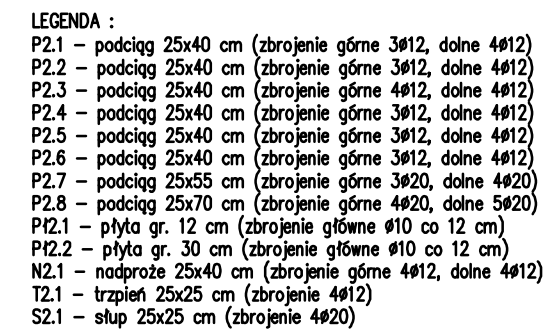 LEGENDA :
P2.1 – podciąg 25x40 cm (zbrojenie górne 3ø12, dolne 4ø12)
P2.2 – podciąg 25x40 cm (zbrojenie górne 3ø12, dolne 4ø12)
P2.3 – podciąg 25x40 cm (zbrojenie górne 4ø12, dolne 4ø12)
P2.4 – podciąg 25x40 cm (zbrojenie górne 3ø12, dolne 4ø12)
P2.5 – podciąg 25x40 cm (zbrojenie górne 3ø12, dolne 4ø12)
P2.6 – podciąg 25x40 cm (zbrojenie górne 3ø12, dolne 4ø12)
P2.7 – podciąg 25x55 cm (zbrojenie górne 3ø20, dolne 4ø20)
P2.8 – podciąg 25x70 cm (zbrojenie górne 4ø20, dolne 5ø20)
Pł2.1 – płyta gr. 12 cm (zbrojenie główne ø10 co 12 cm)
Pł2.2 – płyta gr. 30 cm (zbrojenie główne ø10 co 12 cm)
N2.1 – nadproże 25x40 cm (zbrojenie górne 4ø12, dolne 4ø12)
T2.1 – trzpień 25x25 cm (zbrojenie 4ø12)
S2.1 – słup 25x25 cm (zbrojenie 4ø20)